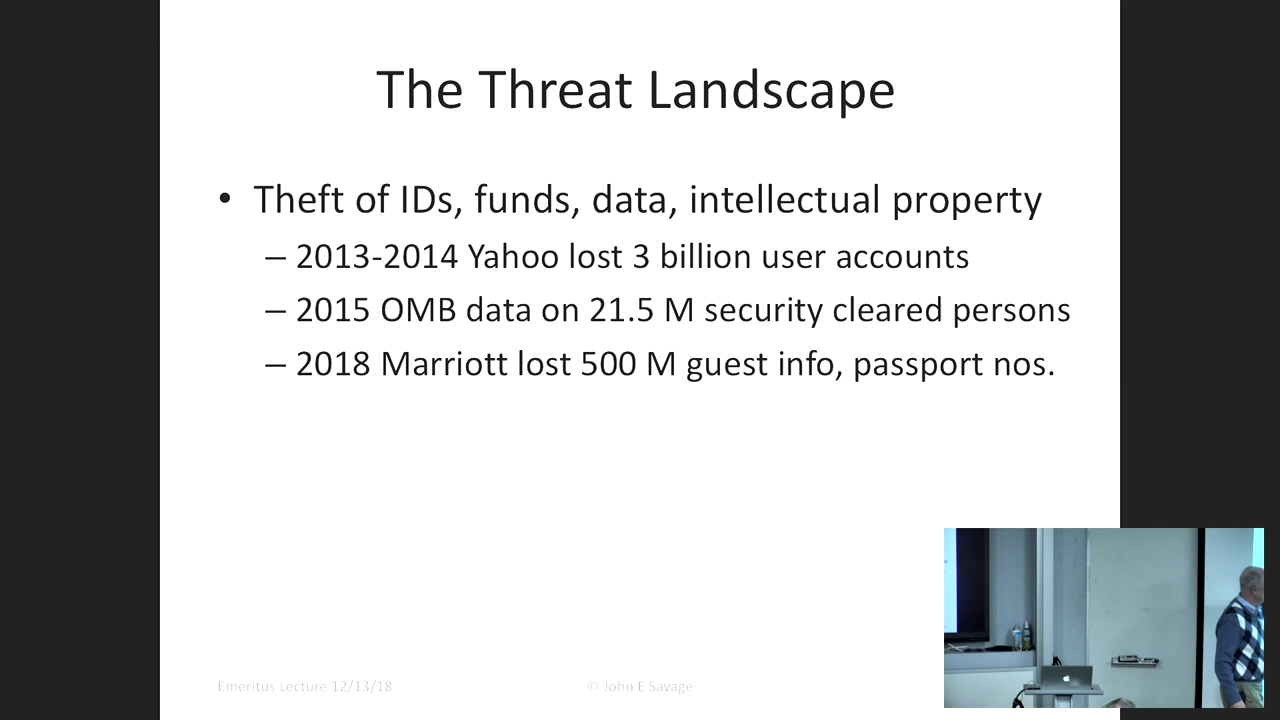 The Threat Landscape
• Theft of IDs, funds, data, intellectual property
– 2013-2014 Yahoo lost 3 billion user accounts
– 2015 OMB data on 21.5 M security cleared persons
– 2018 Marriott lost 500 M guest info, passport nos.
Emeritus Lecture 12/13/18
© John E Savage